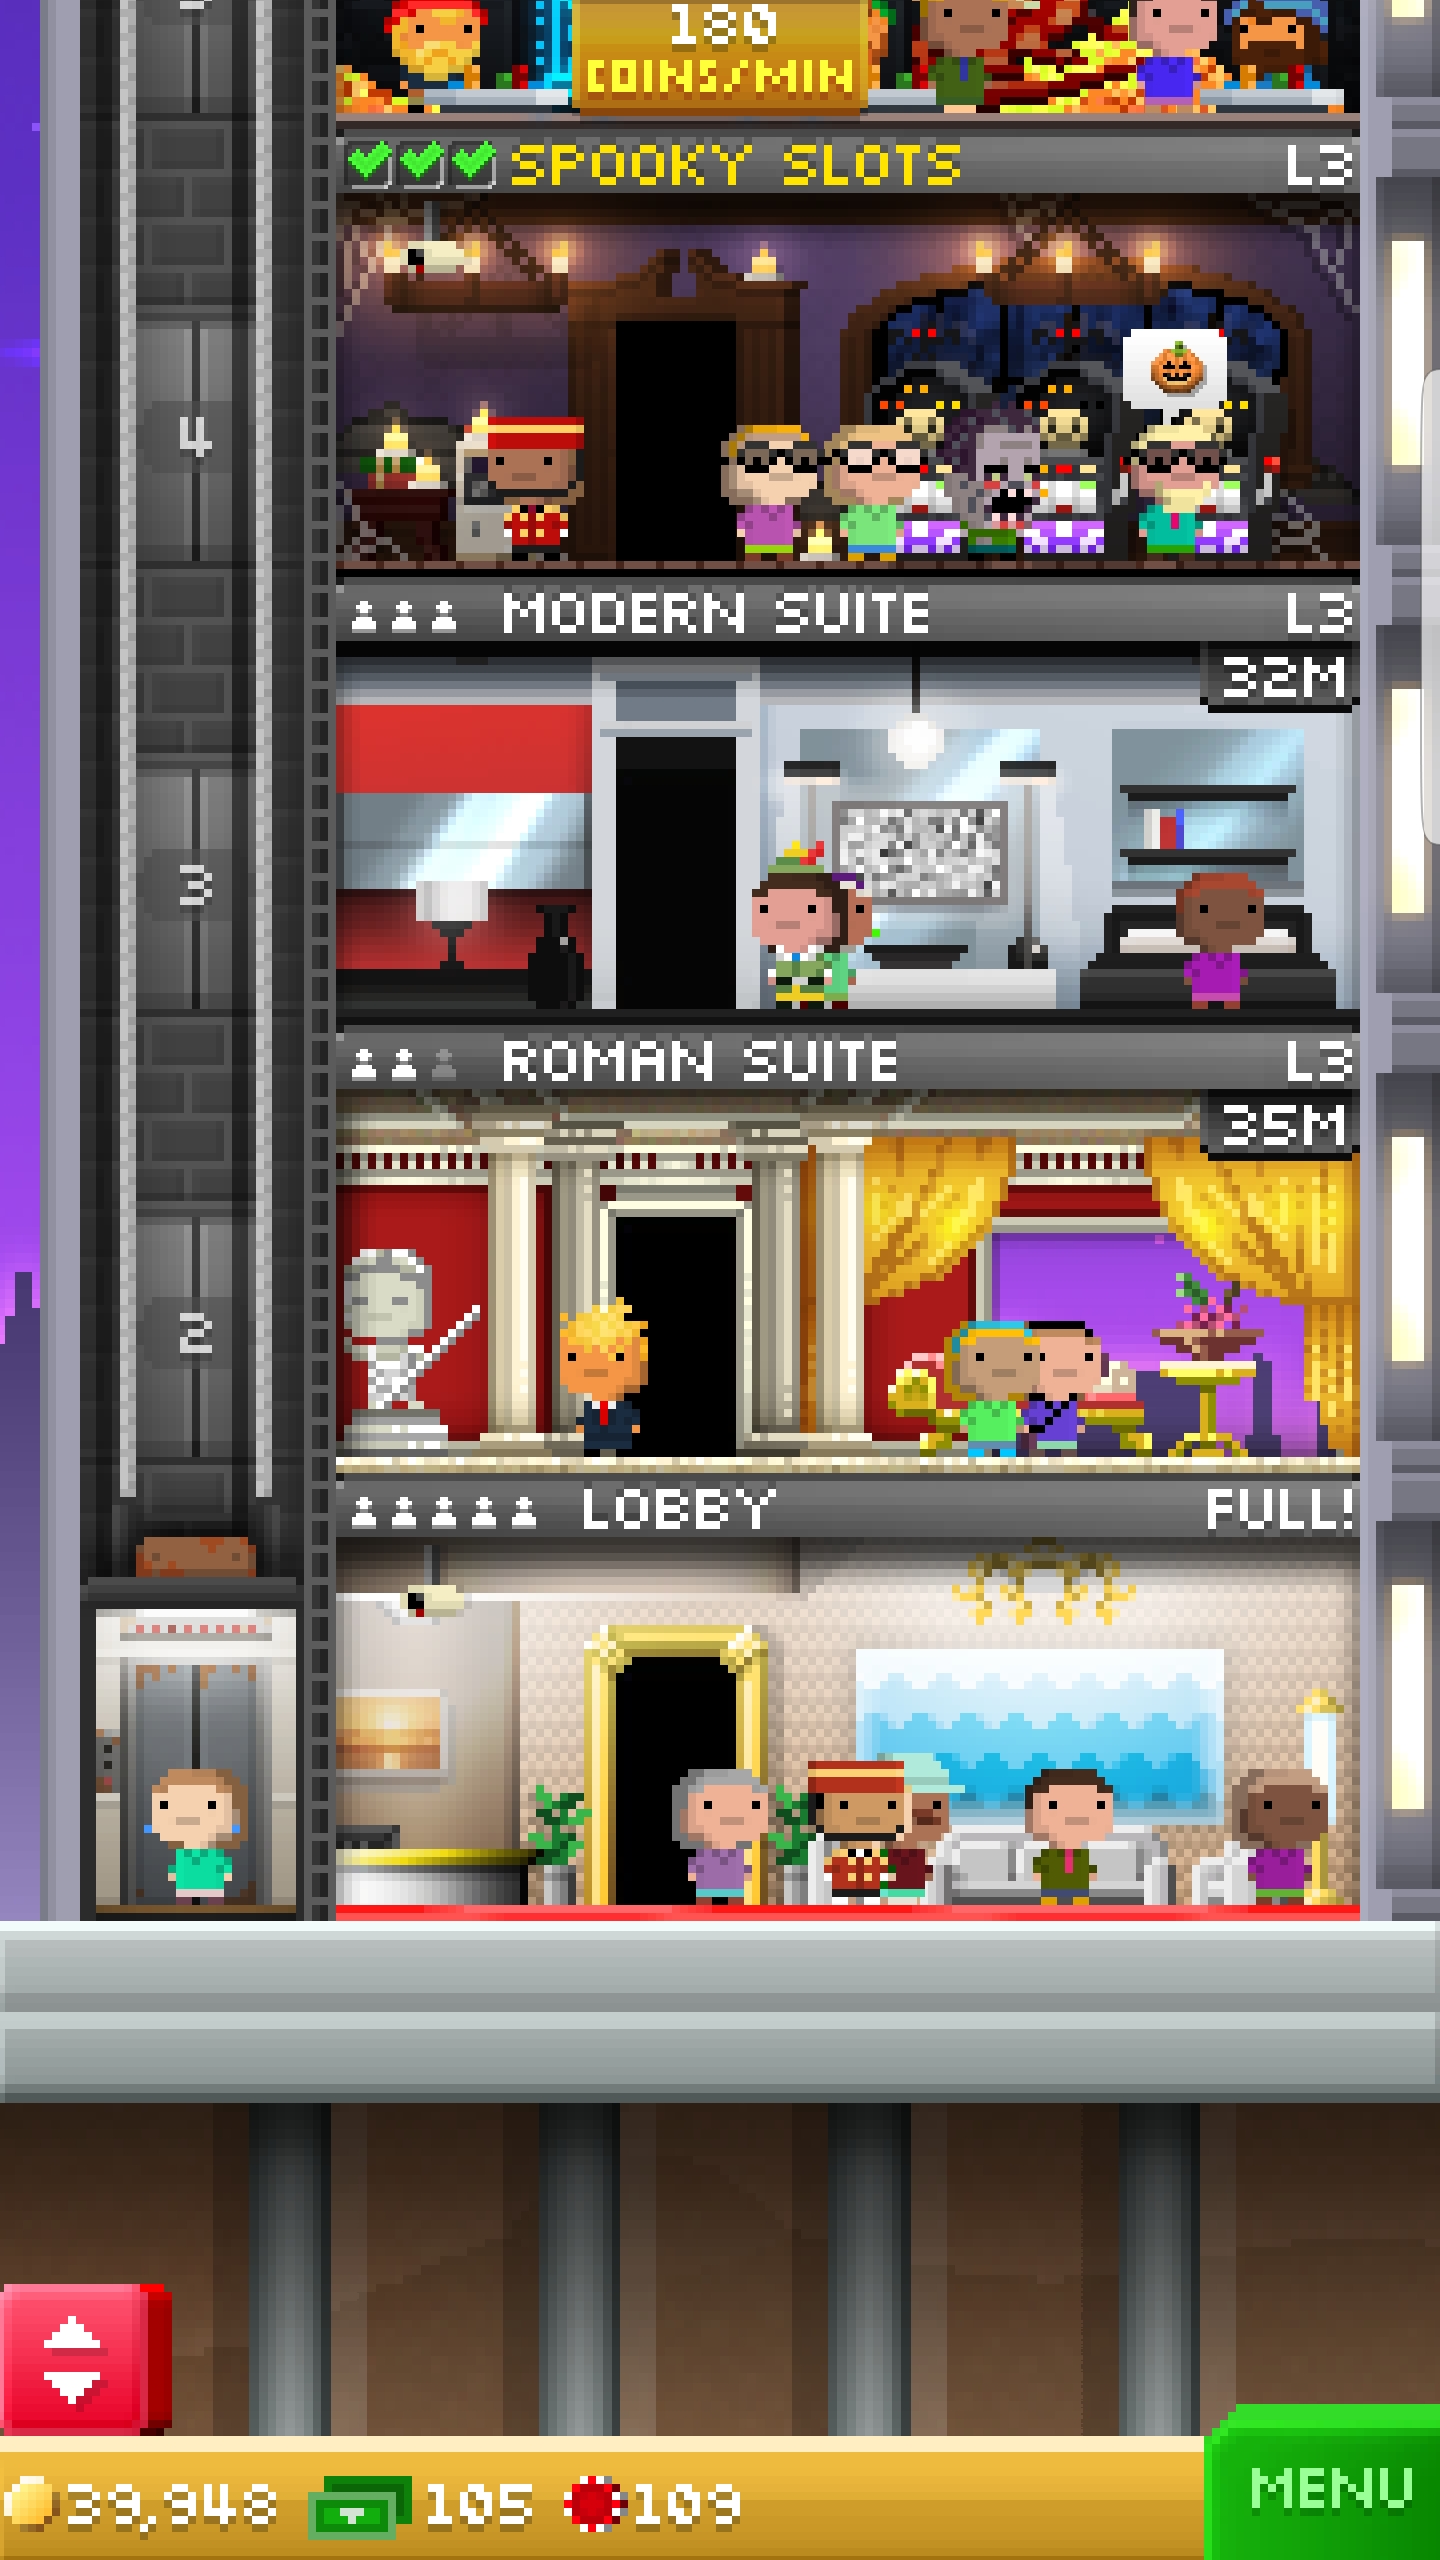 180
COINS/MIN
SPOOKY SLOTS L3
4
MODERN SUITE L3
32M
3
ROMAN SUITE L3
35M
2
LOBBY FULL!
39,948 105 109
MENU